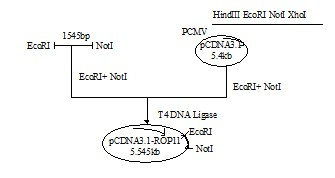 HindIII EcoRI NotI XhoI
1545bp
PCMV
EcoRI NotI
pCDNA3.1
5.4kb
EcoRI+ NotI
EcoRI+ NotI
T4 DNA Ligase
EcoRI
pCDNA3.1-ROP11
NotI
5.545kb